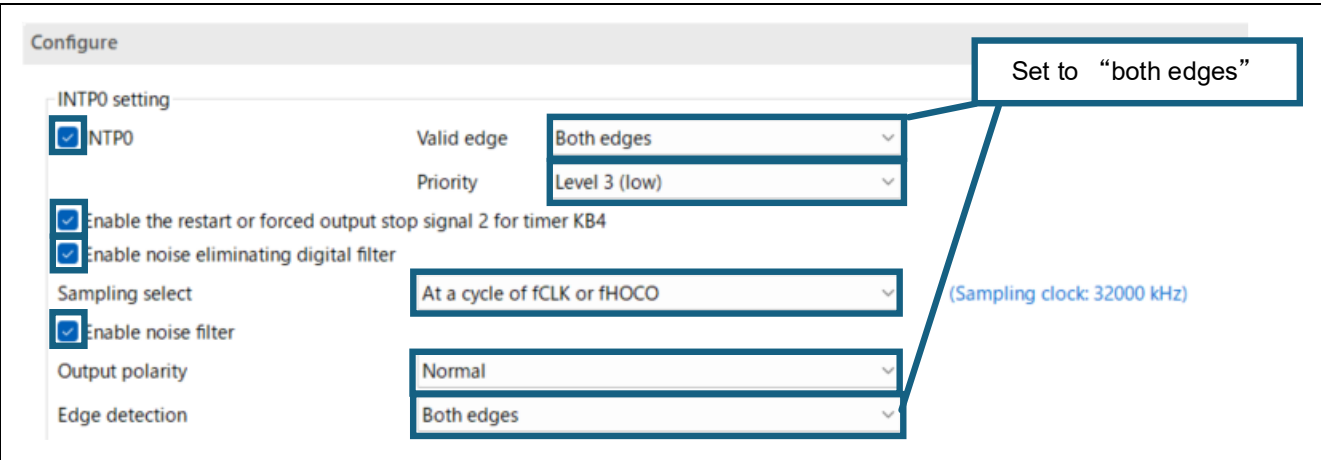 Configure
Set to “both edges”
INTP0 setting
NTP0 Valid edge Both edges
Priority Level 3 (low)
Enable the restart or forced output stop signal 2 for timer KB4
Enable noise eliminating digital filter
Sampling select At a cycle of fCLK or fHOCO (Sampling clock: 32000 kHz)
Enable noise filter
Output polarity Normal
Edge detection Both edges